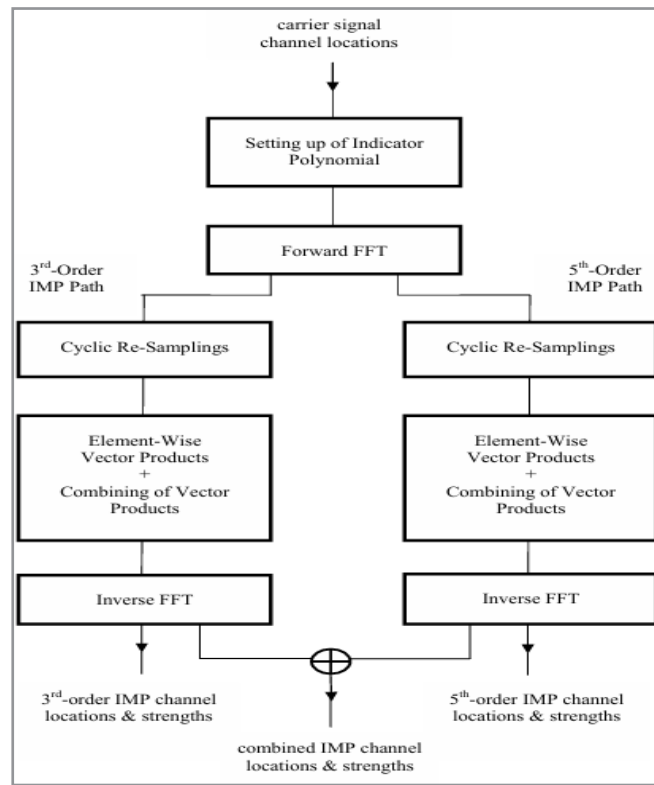 carrier signal
channel locations
Setting up of Indicator
Polynomial
Forward FFT
3rd-Order
IMP Path
5th-Order
IMP Path
Cyclic Re-Samplings
Cyclic Re-Samplings
Element-Wise
Vector Products
+
Combining of Vector
Products
Element-Wise
Vector Products
+
Combining of Vector
Products
Inverse FFT
Inverse FFT
3rd-order IMP channel
locations & strengths
5th-order IMP channel
locations & strengths
combined IMP channel
locations & strengths